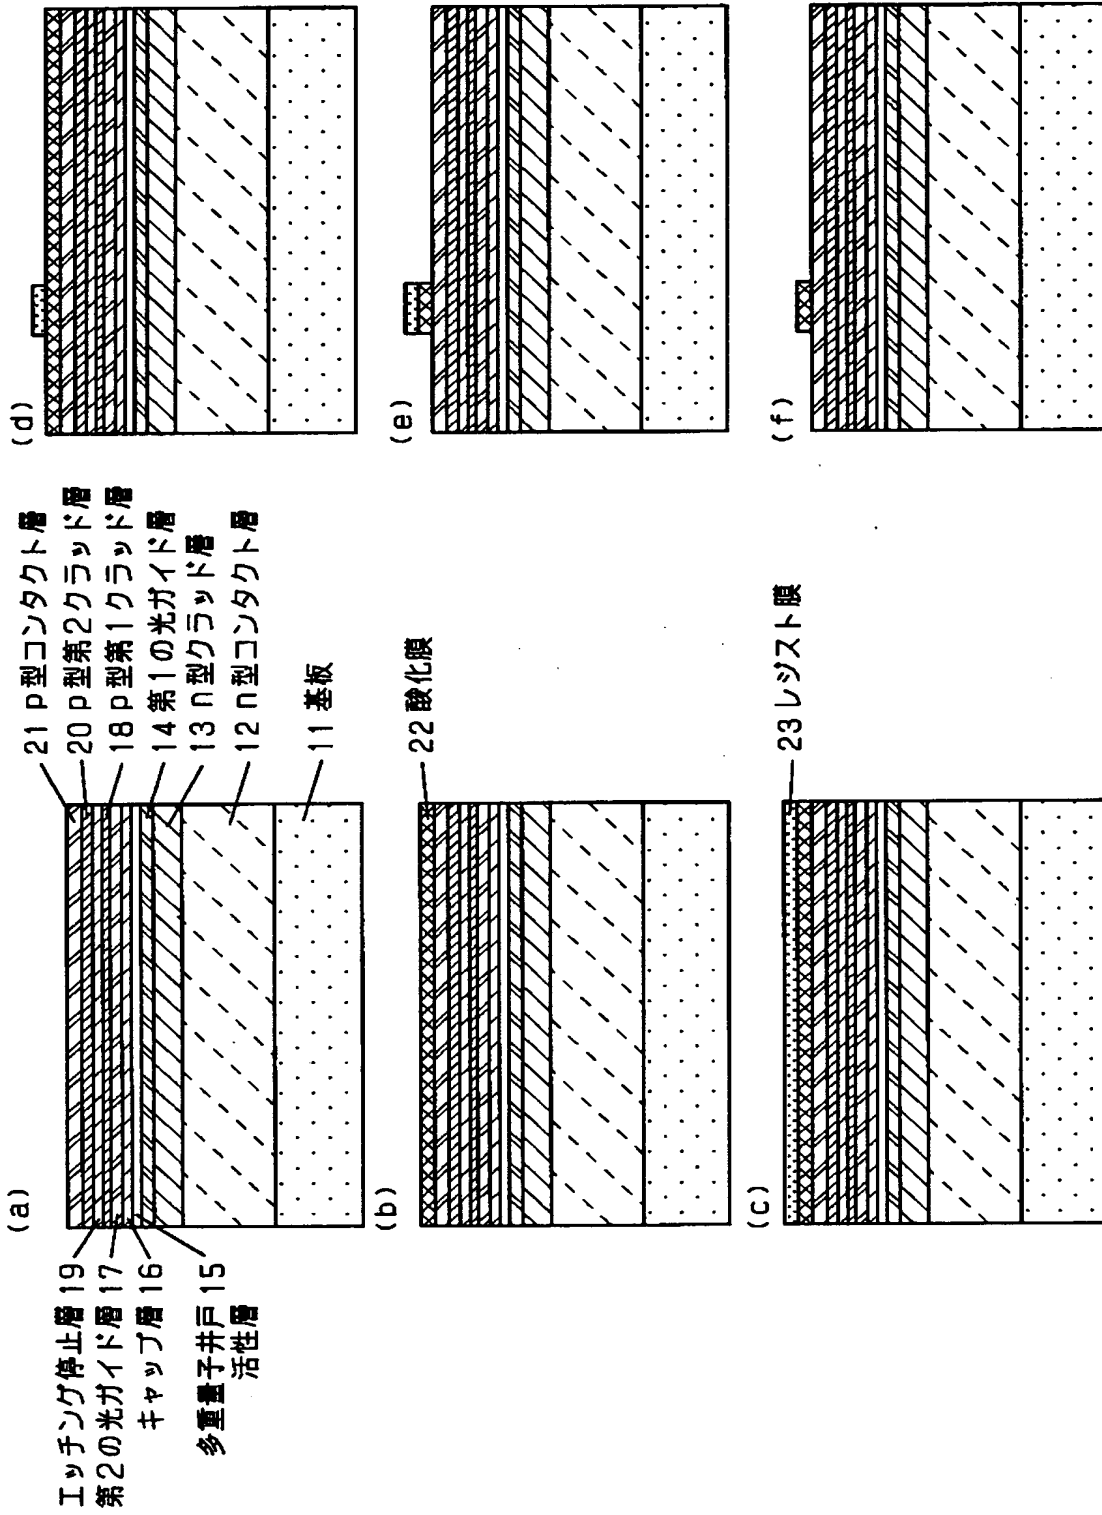 (a)
21 p型コンタクト層
20 p型第2クラッド層
18 p型第1クラッド層
14 第1の光ガイド層
13 n型クラッド層
12 n型コンタクト層
11 基板
エッチング停止層 19
第2の光ガイド層 17
キャップ層 16
多重量子井戸 15
活性層
(b)
22 酸化膜
(c)
23 レジスト膜
(d)
(e)
(f)